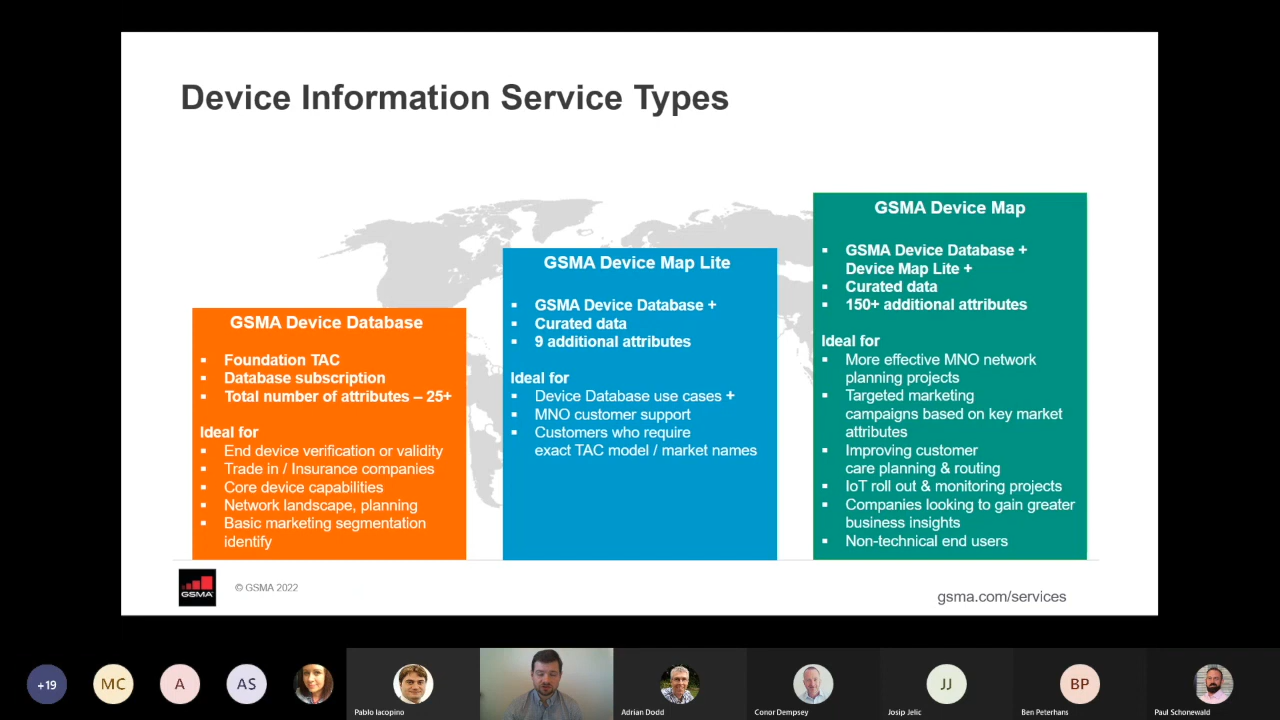 Device Information Service Types
GSMA Device Database
Foundation TAC
Database subscription
Total number of attributes – 25+
Ideal for
End device verification or validity
Trade in / Insurance companies
Core device capabilities
Network landscape, planning
Basic marketing segmentation
identify
GSMA Device Map Lite
GSMA Device Database +
Curated data
9 additional attributes
Ideal for
Device Database use cases +
MNO customer support
Customers who require
exact TAC model / market names
GSMA Device Map
GSMA Device Database +
Device Map Lite +
Curated data
150+ additional attributes
Ideal for
More effective MNO network
planning projects
Targeted marketing
campaigns based on key market
attributes
Improving customer
care planning & routing
IoT roll out & monitoring projects
Companies looking to gain greater
business insights
Non-technical end users
GSMA
© GSMA 2022
gsma.com/services
+19
MC
A
AS
Pablo Iacopino
Adrian Dodd
Conor Dempsey
JJ
Josip Jelic
BP
Ben Peterhans
Paul Schonewald